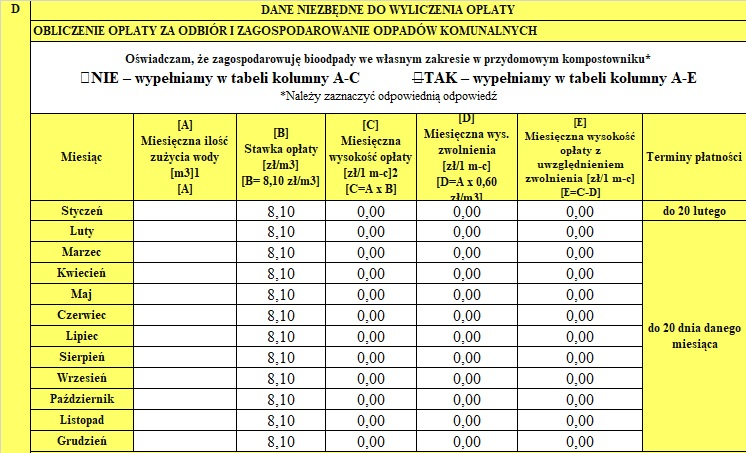 D
DANE NIEZBĘDNE DO WYLICZENIA OPŁATY
OBLICZENIE OPŁATY ZA ODBIÓR I ZAGOSPODAROWANIE ODPADÓW KOMUNALNYCH
Oświadczam, że zagospodarowuję bioodpady we własnym zakresie w przydomowym kompostowniku*
☐NIE – wypełniamy w tabeli kolumny A-C ☐TAK – wypełniamy w tabeli kolumny A-E
*Należy zaznaczyć odpowiednią odpowiedź
Miesiąc
[A]
Miesięczna ilość
zużycia wody
[m3]1
[A]
[B]
Stawka opłaty
[zł/m3]
[B= 8,10 zł/m3]
[C]
Miesięczna
wysokość opłaty
[zł/1 m-c]2
[C=A x B]
[D]
Miesięczna wys.
zwolnienia
[zł/1 m-c]
[D=A x 0,60
zł/m3]
[E]
Miesięczna wysokość
opłaty z
uwzględnieniem
zwolnienia [zł/1 m-c]
[E=C-D]
Terminy płatności
Styczeń 8,10 0,00 0,00 0,00 do 20 lutego
Luty 8,10 0,00 0,00 0,00
Marzec 8,10 0,00 0,00 0,00
Kwiecień 8,10 0,00 0,00 0,00
Maj 8,10 0,00 0,00 0,00
Czerwiec 8,10 0,00 0,00 0,00
Lipiec 8,10 0,00 0,00 0,00
Sierpień 8,10 0,00 0,00 0,00
Wrzesień 8,10 0,00 0,00 0,00
Październik 8,10 0,00 0,00 0,00
Listopad 8,10 0,00 0,00 0,00
Grudzień 8,10 0,00 0,00 0,00
do 20 dnia danego
miesiąca